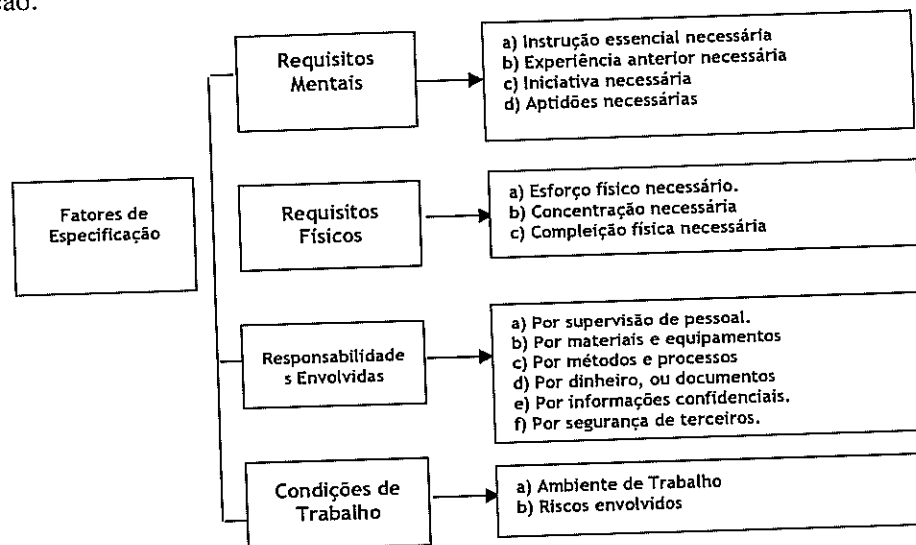 ção.
Requisitos
Mentais
a) Instrução essencial necessária
b) Experiência anterior necessária
c) Iniciativa necessária
d) Aptidões necessárias
Fatores de
Especificação
Requisitos
Físicos
a) Esforço físico necessário.
b) Concentração necessária
c) Compleição física necessária
Responsabilidade
s Envolvidas
a) Por supervisão de pessoal.
b) Por materiais e equipamentos
c) Por métodos e processos
d) Por dinheiro, ou documentos
e) Por informações confidenciais.
f) Por segurança de terceiros.
Condições de
Trabalho
a) Ambiente de Trabalho
b) Riscos envolvidos